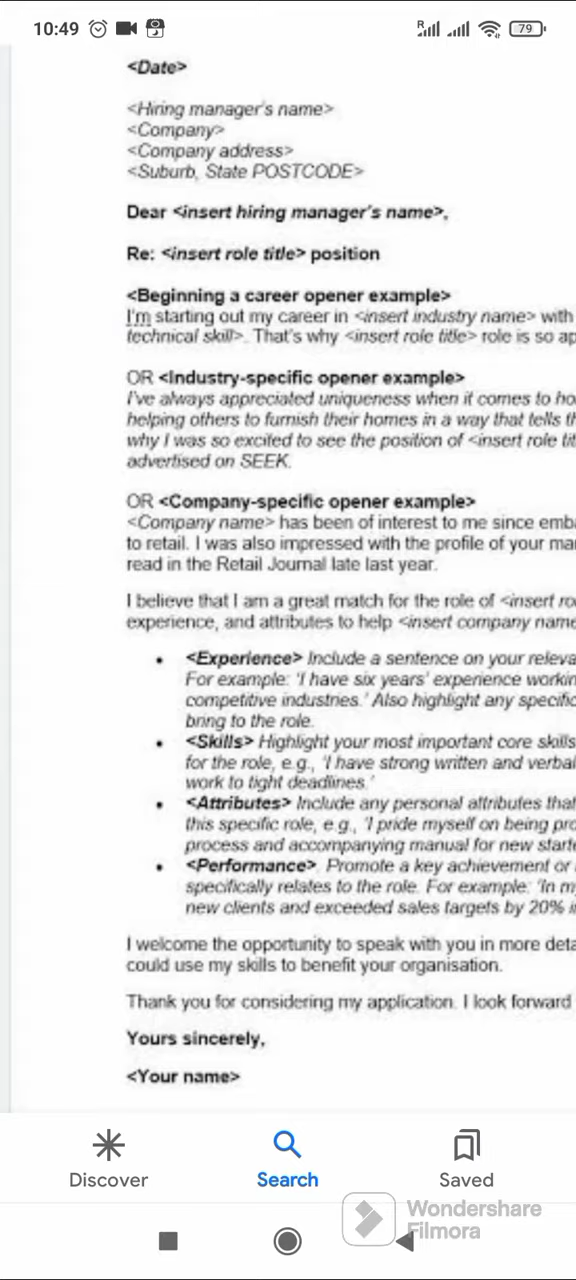 10:49
R
79
<Date>
<Hiring manager's name>
<Company>
<Company address>
<Suburb, State POSTCODE>
Dear <insert hiring manager's name>,
Re: <insert role title> position
<Beginning a career opener example>
I'm starting out my career in <insert industry name> with
technical skill>. That's why <insert role title> role is so ap
OR <Industry-specific opener example>
I've always appreciated uniqueness when it comes to ho
helping others to furnish their homes in a way that tells th
why I was so excited to see the position of <insert role tit
advertised on SEEK.
OR <Company-specific opener example>
<Company name> has been of interest to me since emba
to retail. I was also impressed with the profile of your ma
read in the Retail Journal late last year.
I believe that I am a great match for the role of <insert ro
experience, and attributes to help <insert company name
• <Experience> Include a sentence on your releva
For example: 'I have six years' experience workin
competitive industries.' Also highlight any specific
bring to the role.
• <Skills> Highlight your most important core skills
for the role, e.g., 'I have strong written and verbal
work to tight deadlines.'
• <Attributes> Include any personal attributes that
this specific role, e.g., 'I pride myself on being pro
process and accompanying manual for new starte
• <Performance> Promote a key achievement or
specifically relates to the role. For example: 'In m
new clients and exceeded sales targets by 20% i
I welcome the opportunity to speak with you in more deta
could use my skills to benefit your organisation.
Thank you for considering my application. I look forward
Yours sincerely,
<Your name>
Discover
Search
Saved
Wondershare
Filmora